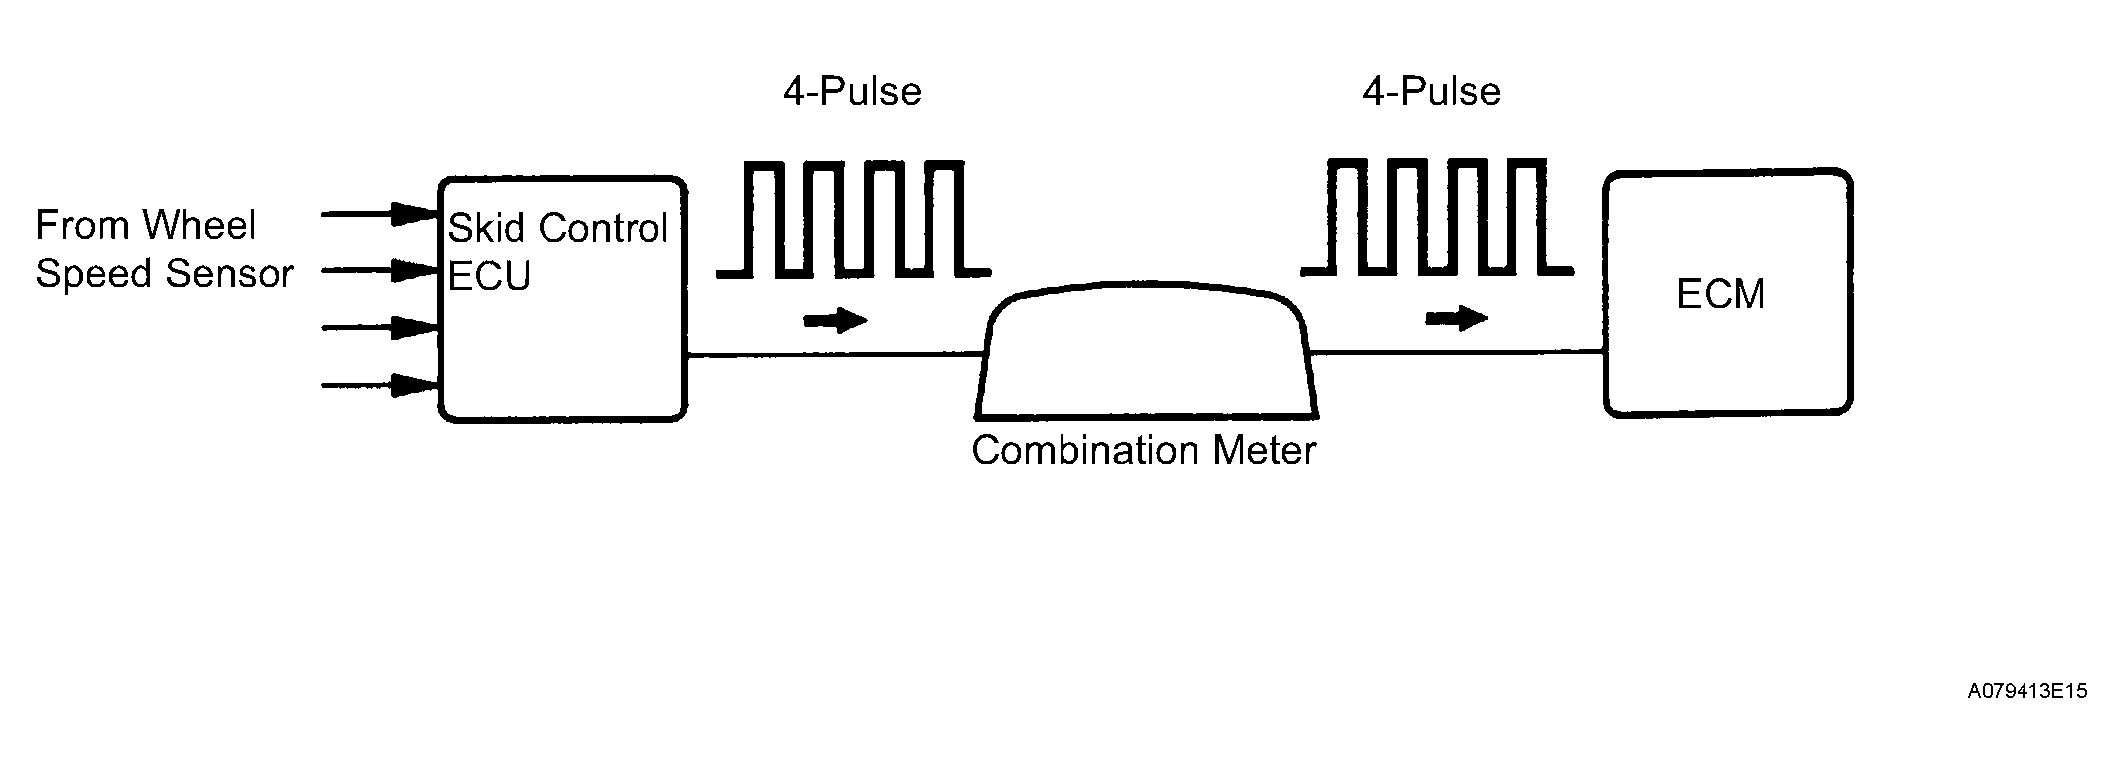 4-Pulse
4-Pulse
From Wheel
Speed Sensor
Skid Control
ECU
ECM
Combination Meter
A079413E15